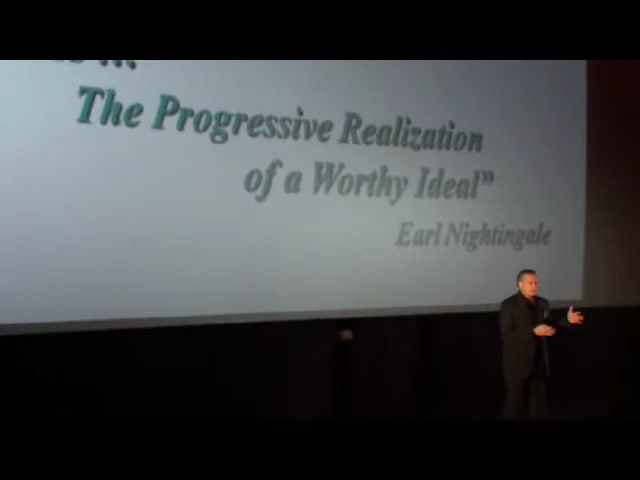 The Progressive Realization
of a Worthy Ideal”
Earl Nightingale